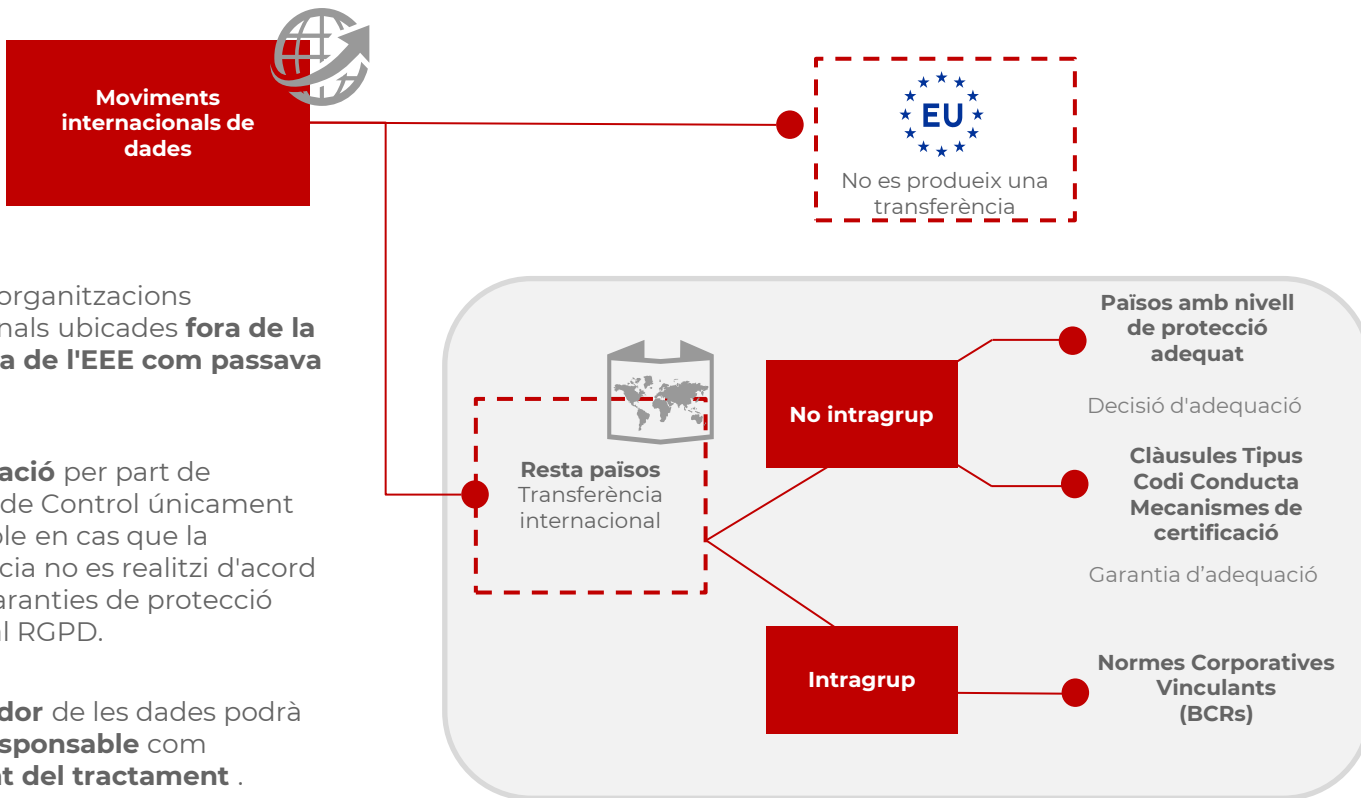 Moviments
internacionals de
dades
EU
No es produeix una
transferència
organitzacions
nals ubicades fora de la
a de l'EEE com passava
ació per part de
de Control únicament
ble en cas que la
cia no es realitzi d'acord
aranties de protecció
al RGPD.
dor de les dades podrà
sponsable com
t del tractament .
Resta països
Transferència
internacional
No intragrup
Intragrup
Països amb nivell
de protecció
adequat
Decisió d'adequació
Clàusules Tipus
Codi Conducta
Mecanismes de
certificació
Garantia d’adequació
Normes Corporatives
Vinculants
(BCRs)